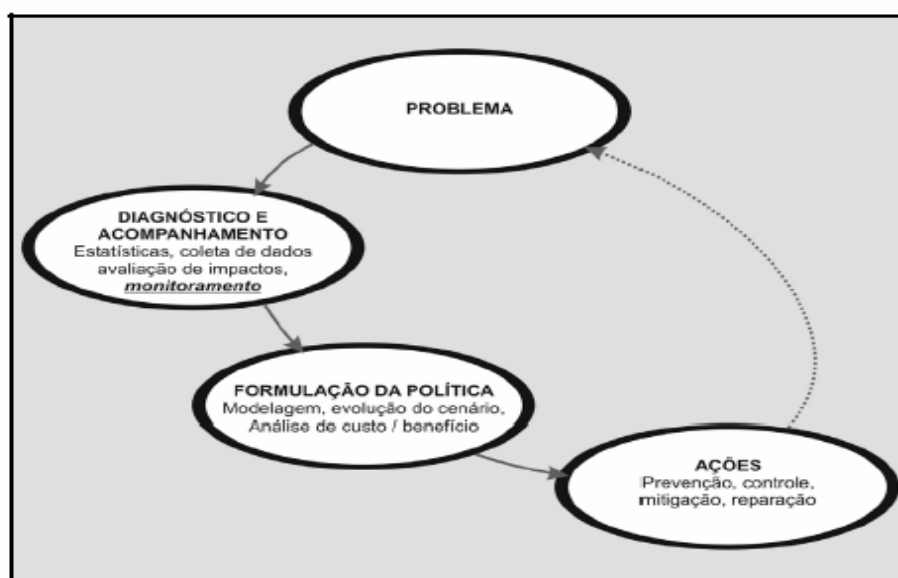 PROBLEMA
DIAGNÓSTICO E
ACOMPANHAMENTO
Estatísticas, coleta de dados
avaliação de impactos,
monitoramento
FORMULAÇÃO DA POLÍTICA
Modelagem, evolução do cenário,
Análise de custo / benefício
AÇÕES
Prevenção, controle,
mitigação, reparação